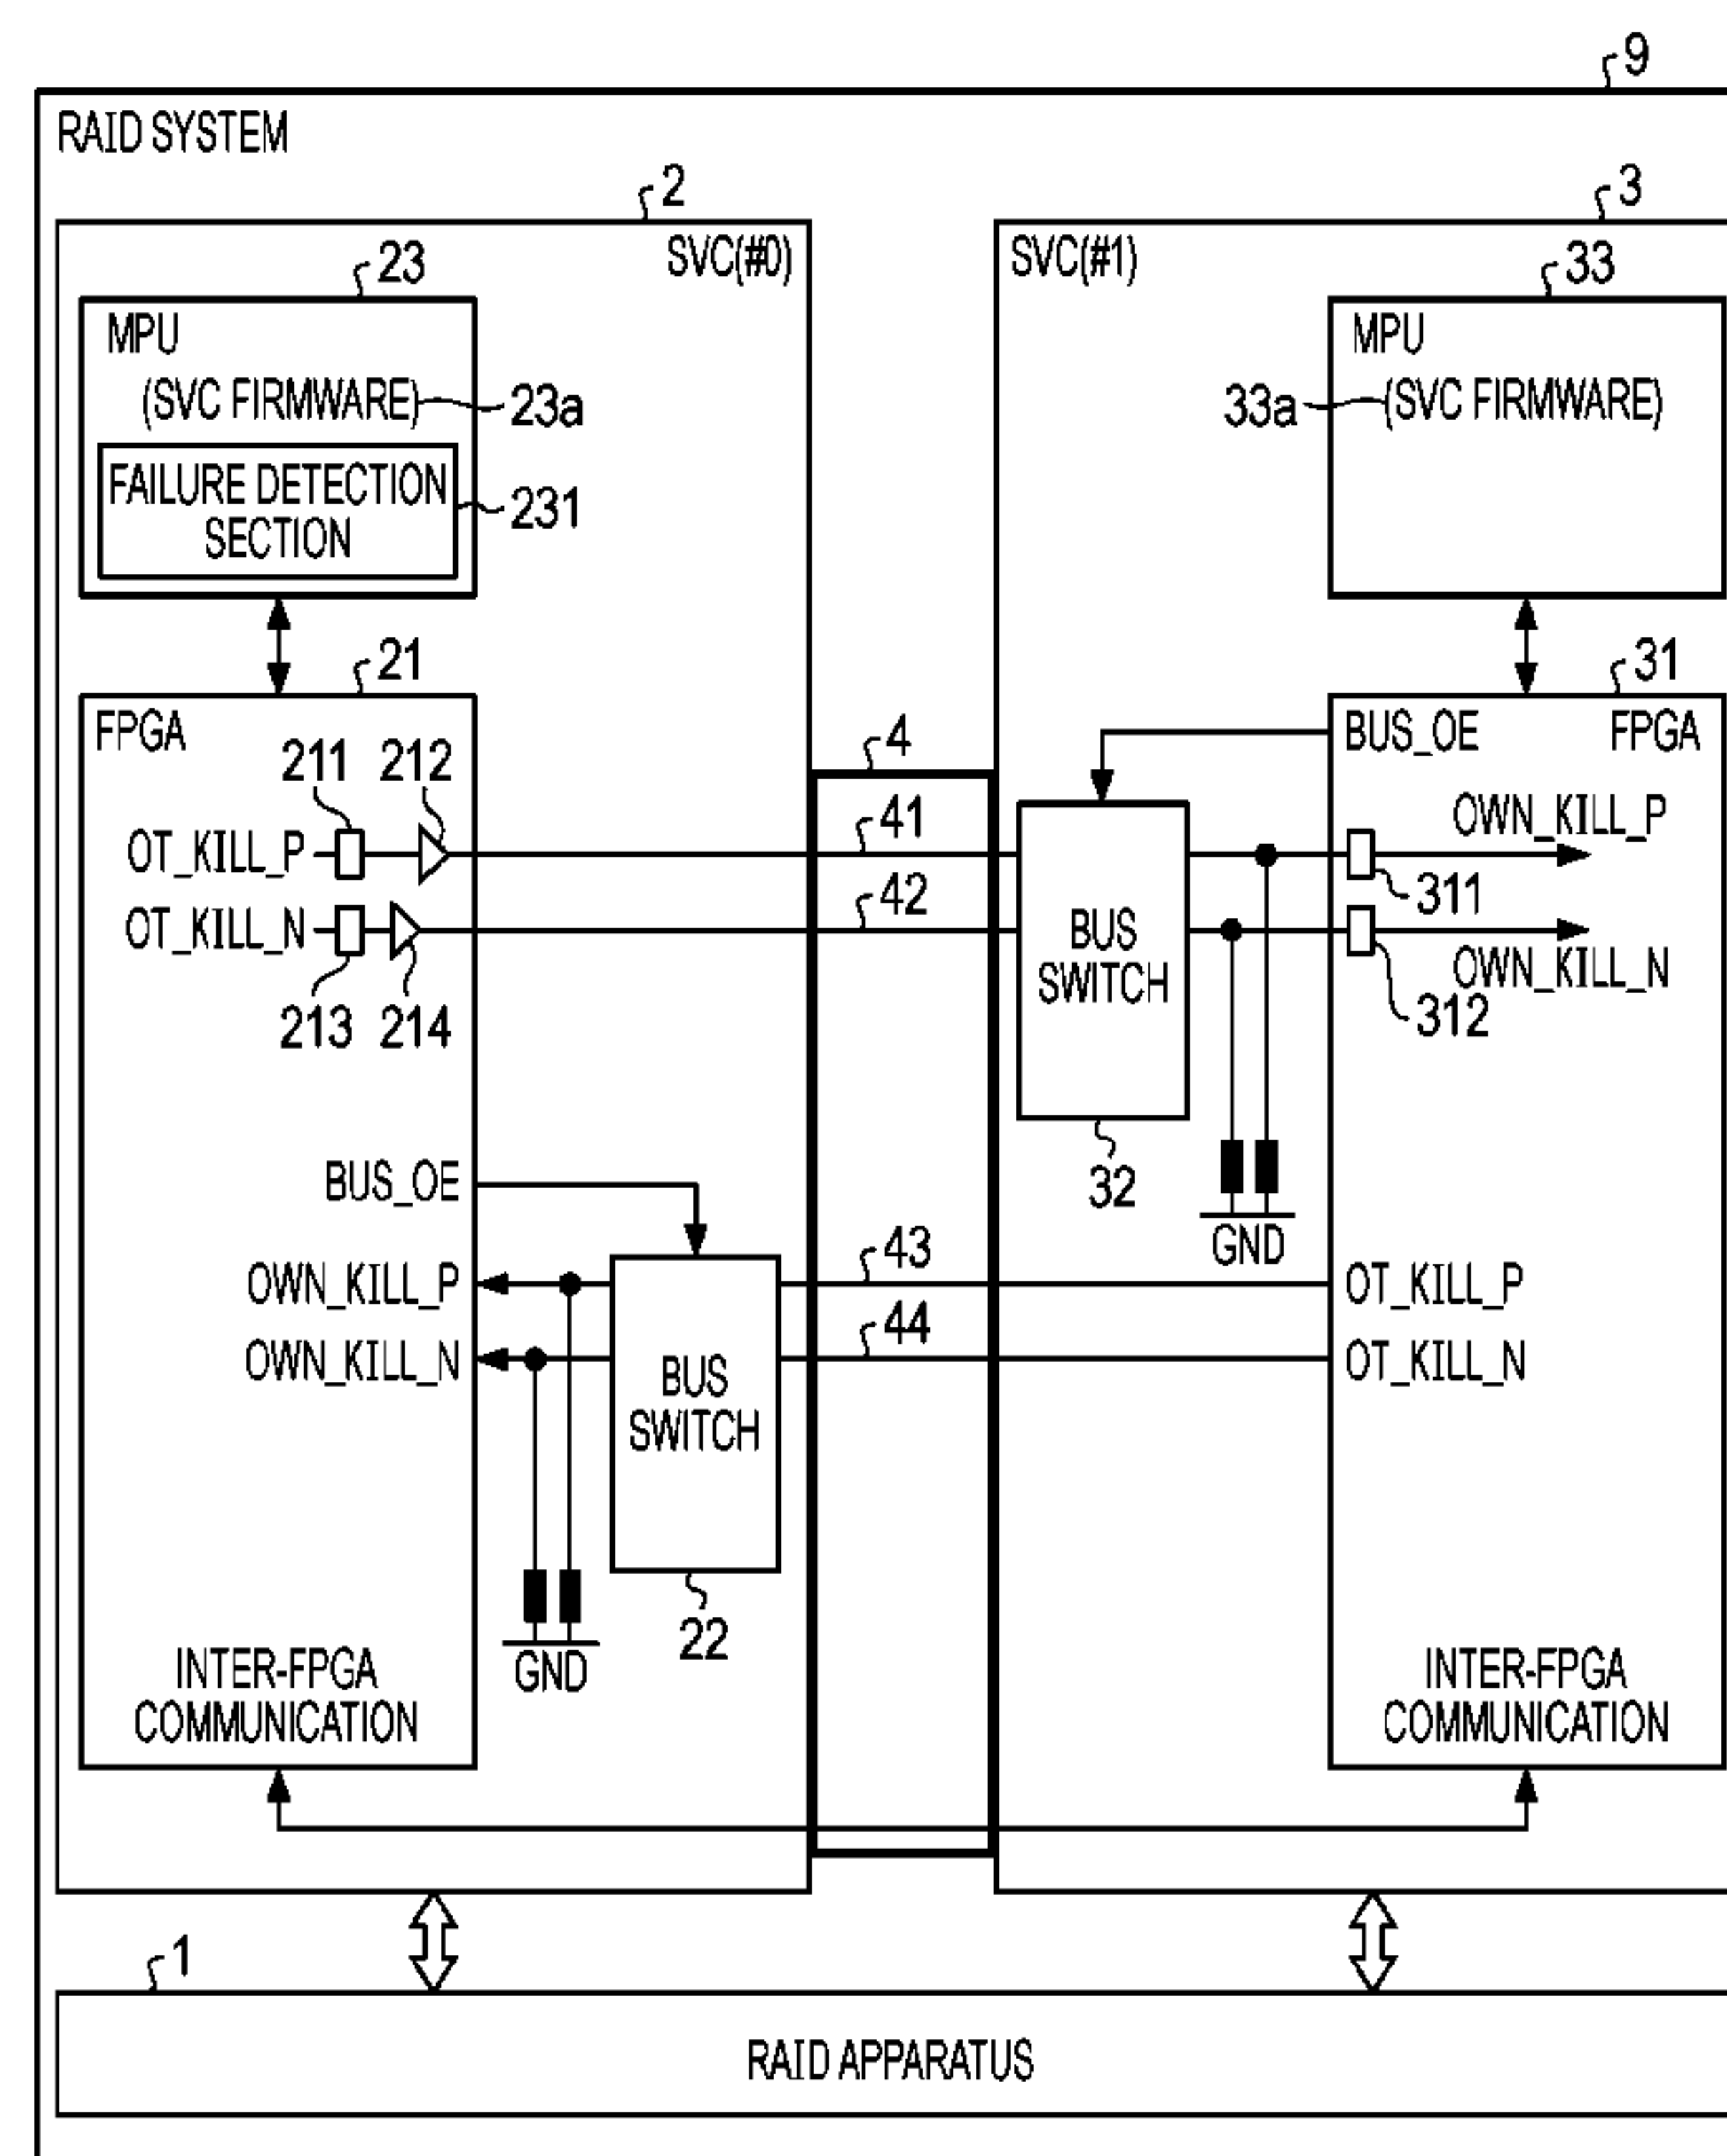 9
RAID SYSTEM
2
3
SVC(#0)
SVC(#1)
23
33
MPU
(SVC FIRMWARE)
23a
FAILURE DETECTION
SECTION
231
MPU
33a
(SVC FIRMWARE)
21
31
FPGA
211
212
4
BUS_OE
FPGA
OT_KILL_P
41
OWN_KILL_P
311
OT_KILL_N
42
BUS
SWITCH
OWN_KILL_N
312
213
214
32
GND
BUS_OE
43
OWN_KILL_P
OT_KILL_P
44
OWN_KILL_N
OT_KILL_N
BUS
SWITCH
22
GND
INTER-FPGA
COMMUNICATION
INTER-FPGA
COMMUNICATION
1
RAID APPARATUS